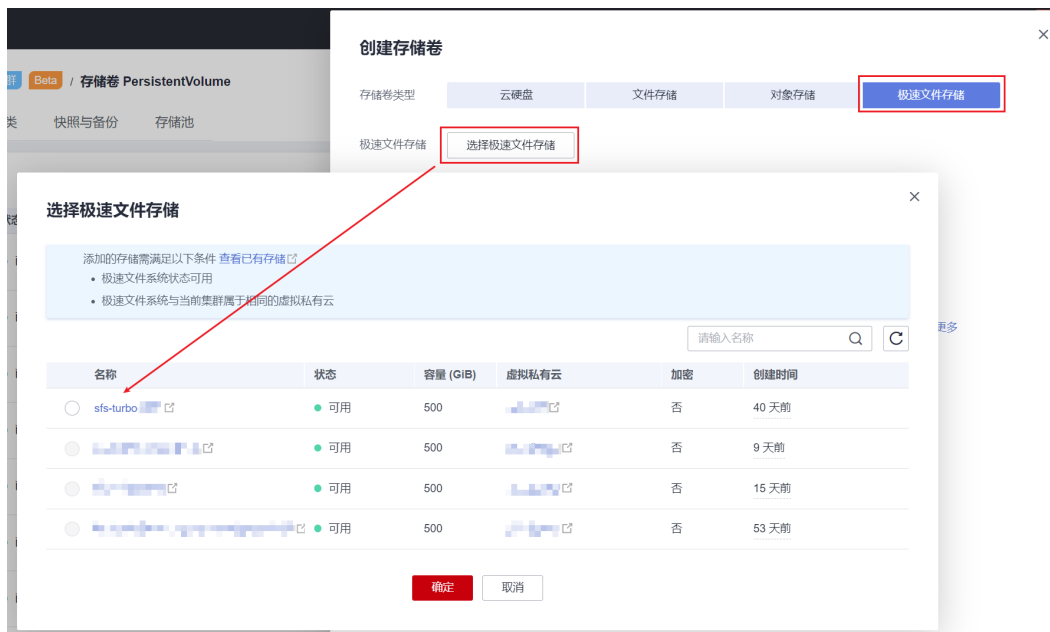 创建存储卷
群 Beta / 存储卷 PersistentVolume
存储卷类型 云硬盘 文件存储 对象存储 极速文件存储
类 快照与备份 存储池
极速文件存储 选择极速文件存储
选择极速文件存储
添加的存储需满足以下条件 查看已有存储
• 极速文件系统状态可用
• 极速文件系统与当前集群属于相同的虚拟私有云
请输入名称
更多
名称 状态 容量 (GiB) 虚拟私有云 加密 创建时间
sfs-turbo 可用 500 否 40 天前
可用 500 否 9 天前
可用 500 否 15 天前
可用 500 否 53 天前
确定 取消